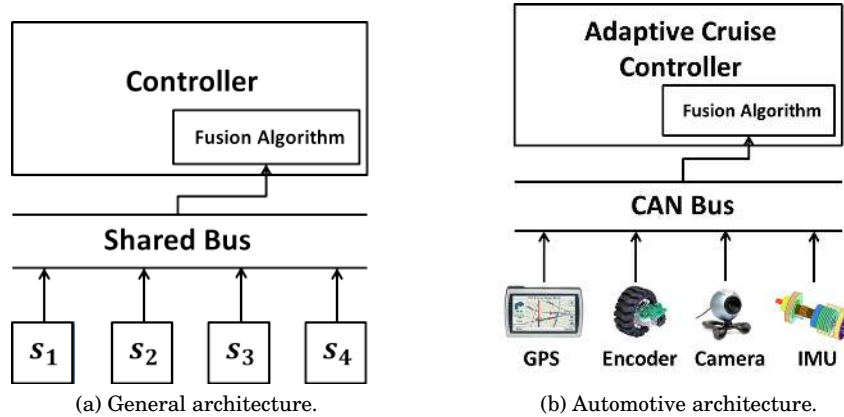 Controller
Fusion Algorithm
Shared Bus
s₁ s₂ s₃ s₄
(a) General architecture.
Adaptive Cruise
Controller
Fusion Algorithm
CAN Bus
GPS Encoder Camera IMU
(b) Automotive architecture.